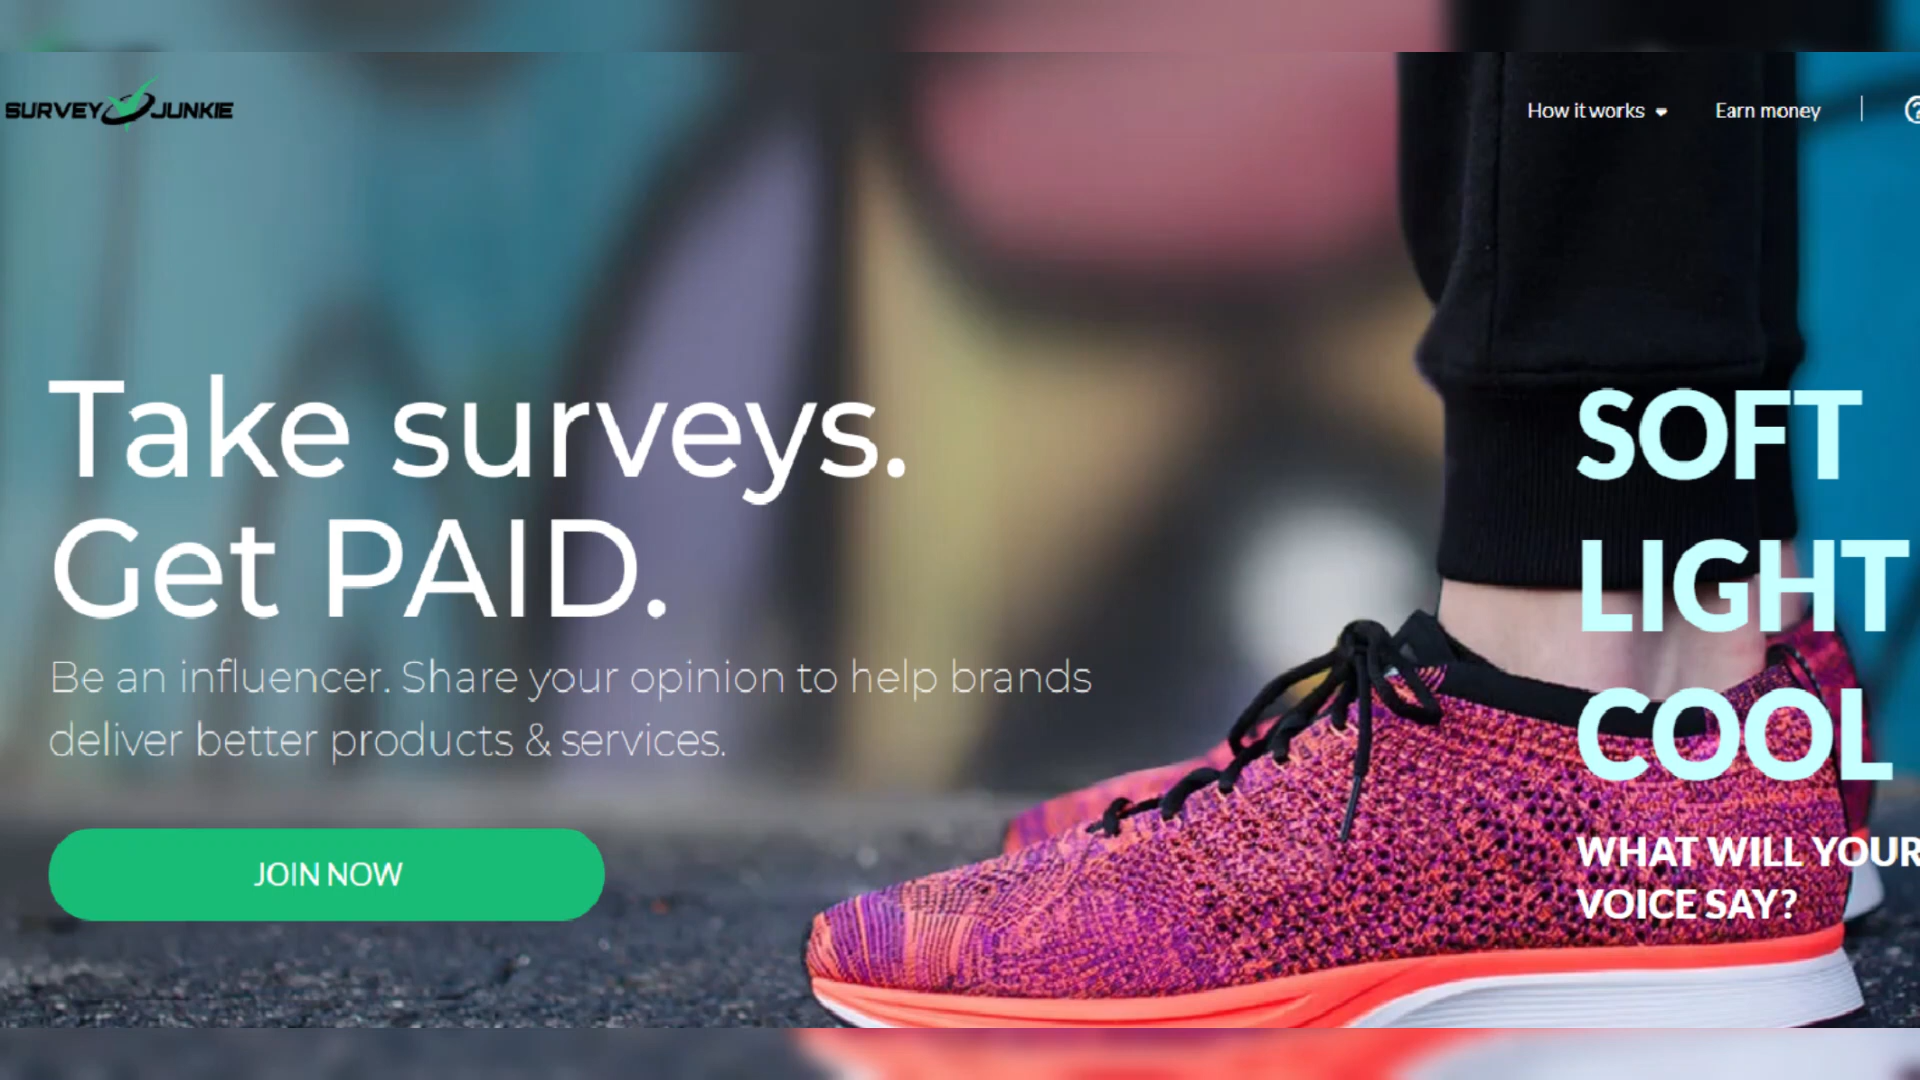 SURVEY JUNKIE
How it works
Earn money
Take surveys.
Get PAID.
Be an influencer. Share your opinion to help brands
deliver better products & services.
JOIN NOW
SOFT
LIGHT
COOL
WHAT WILL YOUR
VOICE SAY?